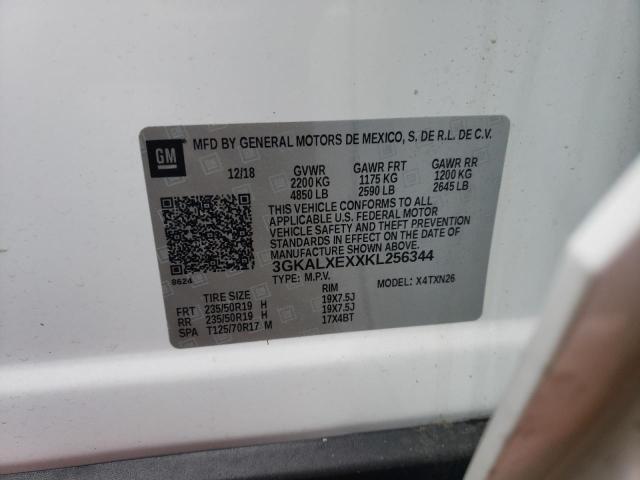 GM
MFD BY GENERAL MOTORS DE MEXICO, S. DE R.L. DE C.V.
12/18 GVWR GAWR FRT GAWR RR
2200 KG 1175 KG 1200 KG
4850 LB 2590 LB 2645 LB
THIS VEHICLE CONFORMS TO ALL
APPLICABLE U.S. FEDERAL MOTOR
VEHICLE SAFETY AND THEFT PREVENTION
STANDARDS IN EFFECT ON THE DATE OF
MANUFACTURE SHOWN ABOVE.
3GKALXEXXKL256344
8624
TYPE: M.P.V. MODEL: X4TXN26
TIRE SIZE RIM
FRT 235/50R19 H 19X7.5J
RR 235/50R19 H 19X7.5J
SPA T125/70R17 M 17X4BT